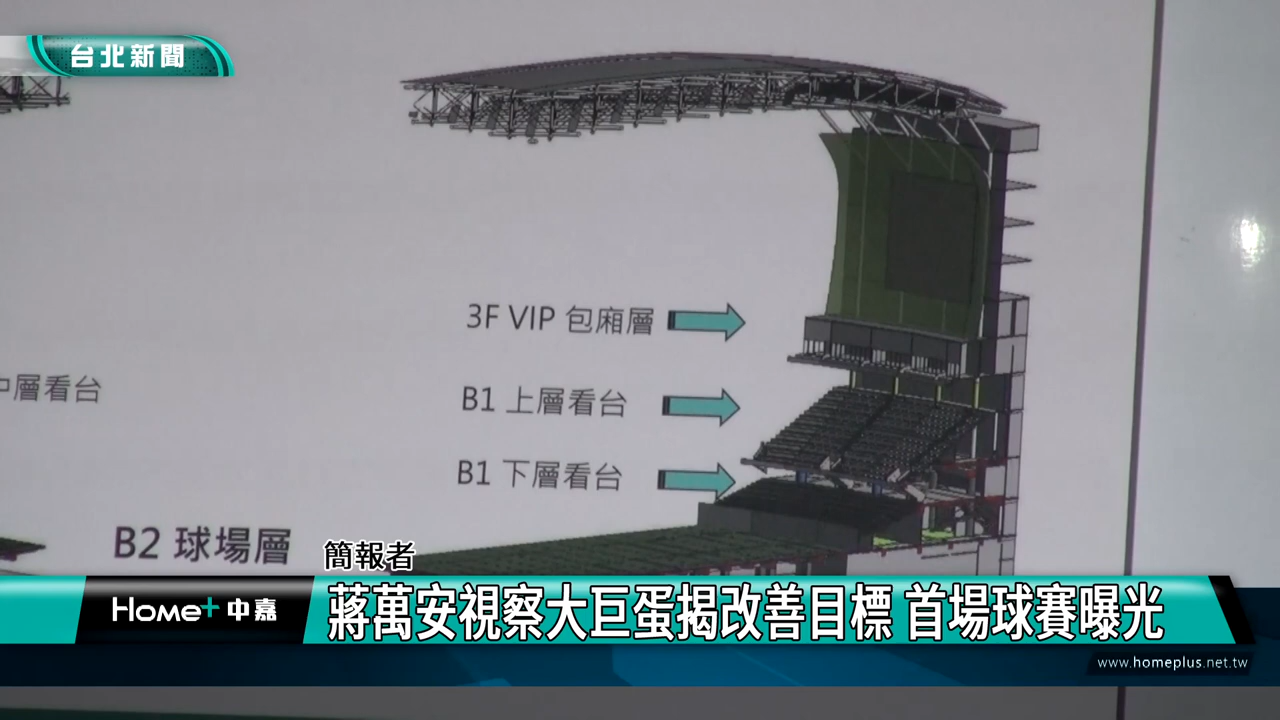 台北新聞
3F VIP 包廂層
中層看台
B1 上層看台
B1 下層看台
B2 球場層
簡報者
Home+ 中嘉
蔣萬安視察大巨蛋揭改善目標 首場球賽曝光
www.homeplus.net.tw